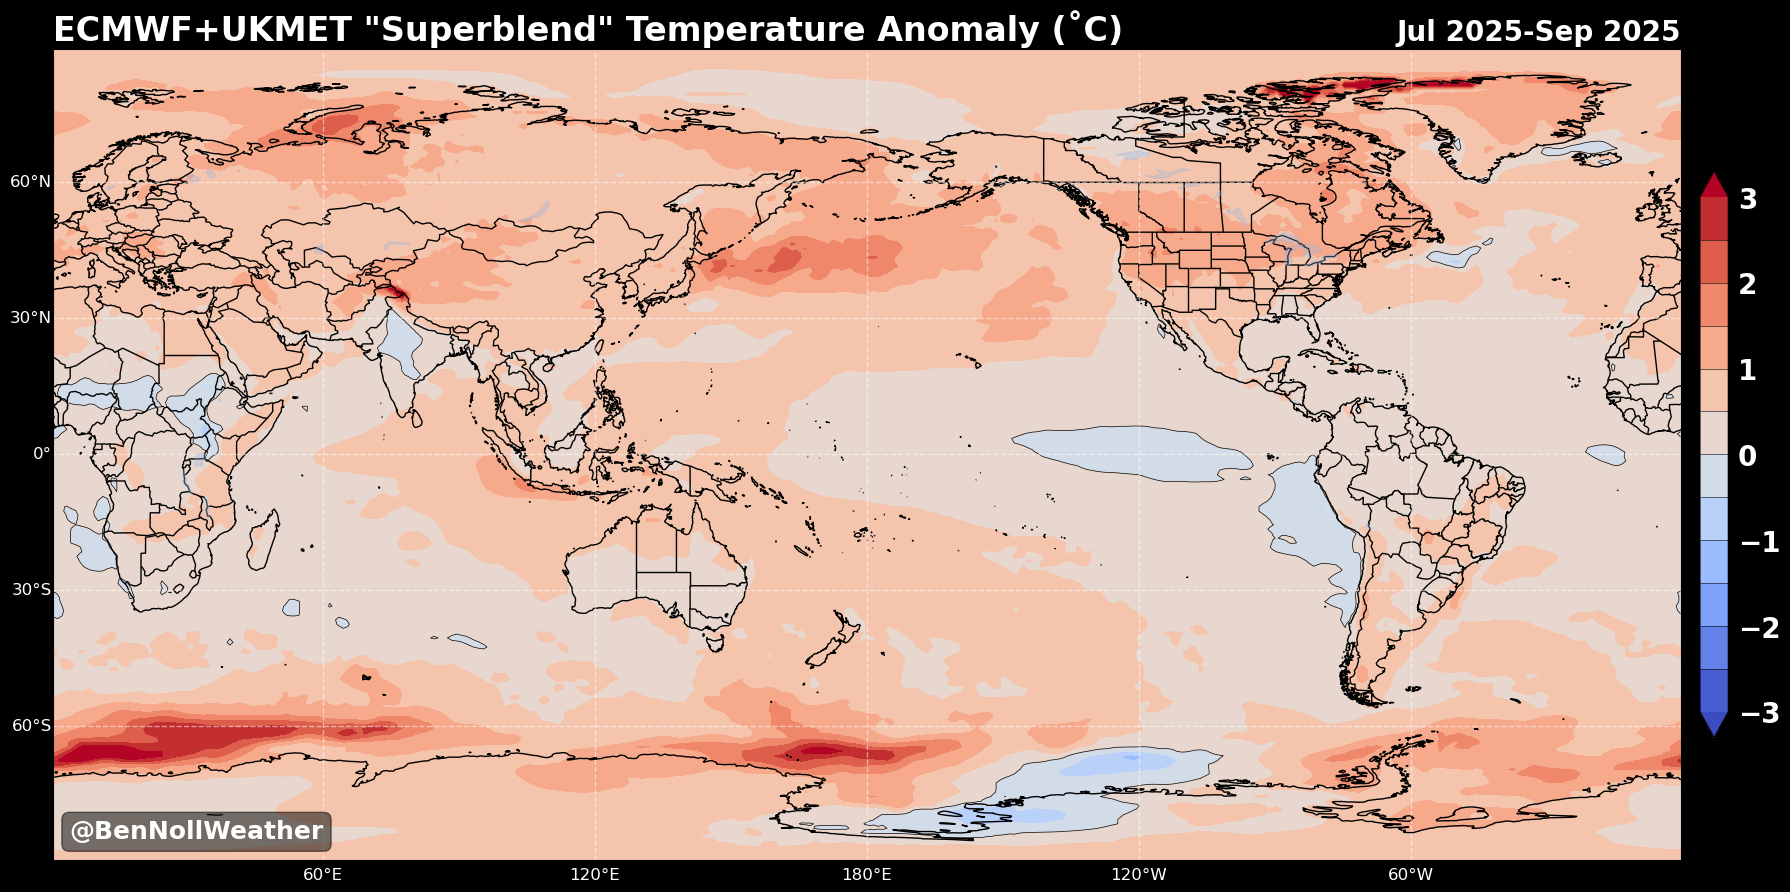 ECMWF+UKMET "Superblend" Temperature Anomaly (˚C)
Jul 2025-Sep 2025
60°N
30°N
0°
30°S
60°S
60°E
120°E
180°E
120°W
60°W
3
2
1
0
−1
−2
−3
@BenNollWeather